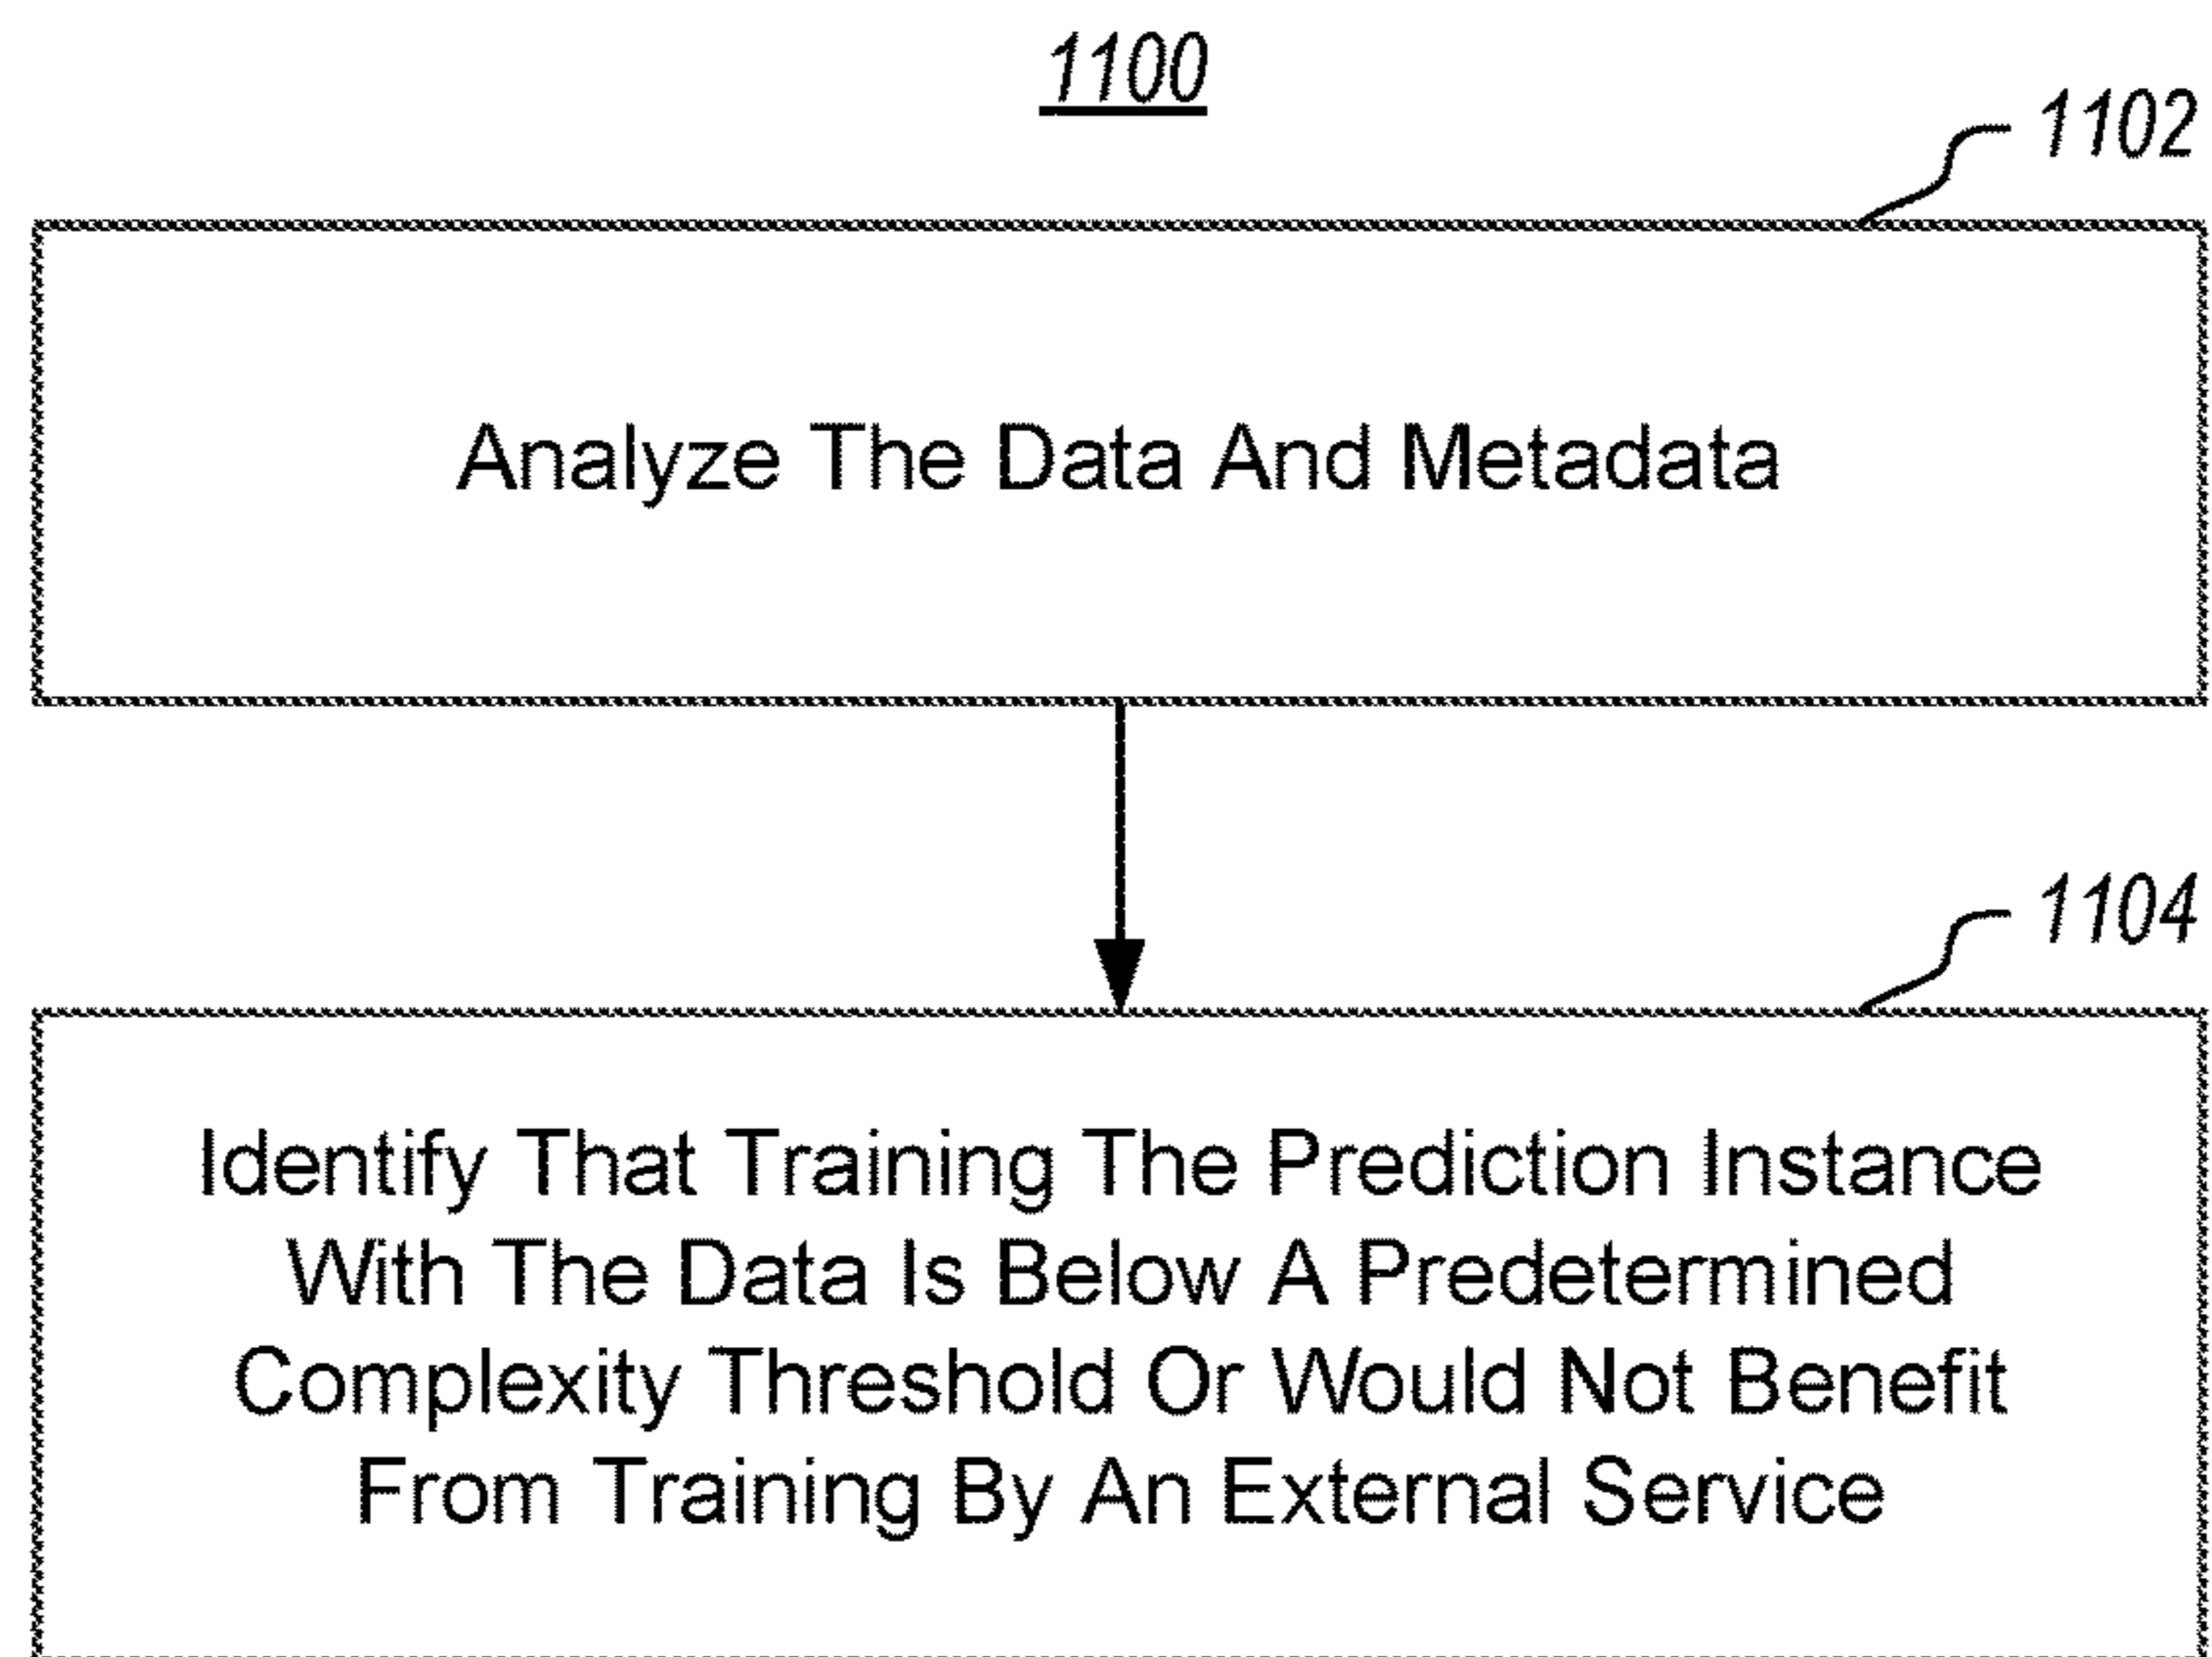 1100
1102
Analyze The Data And Metadata
1104
Identify That Training The Prediction Instance
With The Data Is Below A Predetermined
Complexity Threshold Or Would Not Benefit
From Training By An External Service